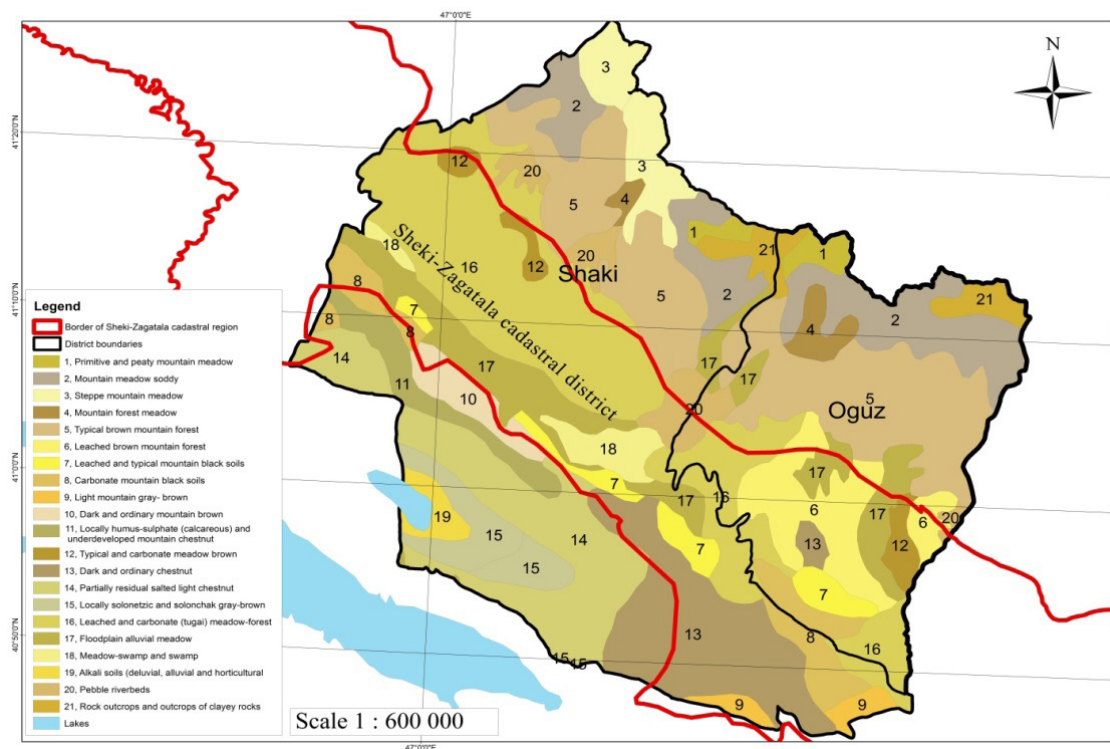 47°0'0"E
N
41°20'0"N
41°10'0"N
41°0'0"N
40°50'0"N
1
3
2
12
20
3
4
5
18
16
12
20
Shaki
1
21
1
Sheki-Zagatala cadastral district
8
7
5
2
4
2
21
8
8
14
11
17
10
17
17
5
20
Oguz
18
7
17
16
17
6
17
6
20
19
15
14
7
13
12
15
7
13
8
16
15
15
9
9
Legend
Border of Sheki-Zagatala cadastral region
District boundaries
1, Primitive and peaty mountain meadow
2, Mountain meadow soddy
3, Steppe mountain meadow
4, Mountain forest meadow
5, Typical brown mountain forest
6, Leached brown mountain forest
7, Leached and typical mountain black soils
8, Carbonate mountain black soils
9, Light mountain gray- brown
10, Dark and ordinary mountain brown
11, Locally humus-sulphate (calcareous) and
underdeveloped mountain chestnut
12, Typical and carbonate meadow brown
13, Dark and ordinary chestnut
14, Partially residual salted light chestnut
15, Locally solonetzic and solonchak gray-brown
16, Leached and carbonate (tugai) meadow-forest
17, Floodplain alluvial meadow
18, Meadow-swamp and swamp
19, Alkali soils (deluvial, alluvial and horticultural
20, Pebble riverbeds
21, Rock outcrops and outcrops of clayey rocks
Lakes
Scale 1 : 600 000
47°0'0"E